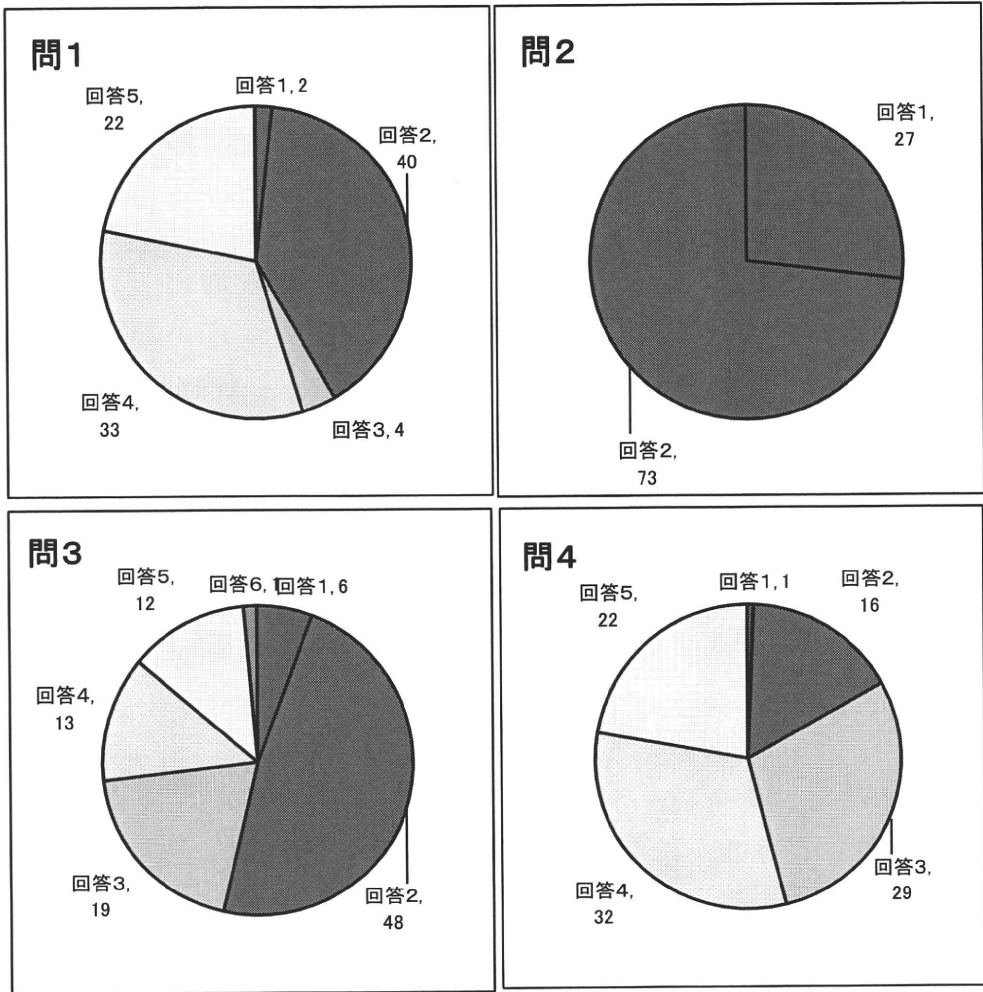 問1
回答1, 2
回答2,
40
回答3, 4
回答4,
33
回答5,
22
問2
回答1,
27
回答2,
73
問3
回答6, 1
回答1, 6
回答2,
48
回答3,
19
回答4,
13
回答5,
12
問4
回答1, 1
回答2,
16
回答3,
29
回答4,
32
回答5,
22